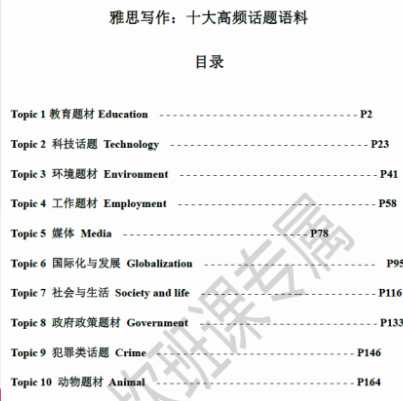 雅思写作：十大高频话题语料
目录
Topic 1 教育题材 Education ---------------------------------- P2
Topic 2 科技话题 Technology ---------------------------------- P23
Topic 3 环境题材 Environment ---------------------------------- P41
Topic 4 工作题材 Employment ---------------------------------- P58
Topic 5 媒体 Media ---------------------------------- P78
Topic 6 国际化与发展 Globalization ---------------------------------- P95
Topic 7 社会与生活 Society and life ---------------------------------- P116
Topic 8 政府政策题材 Government ---------------------------------- P133
Topic 9 犯罪类话题 Crime ---------------------------------- P146
Topic 10 动物题材 Animal ---------------------------------- P164
班课专属